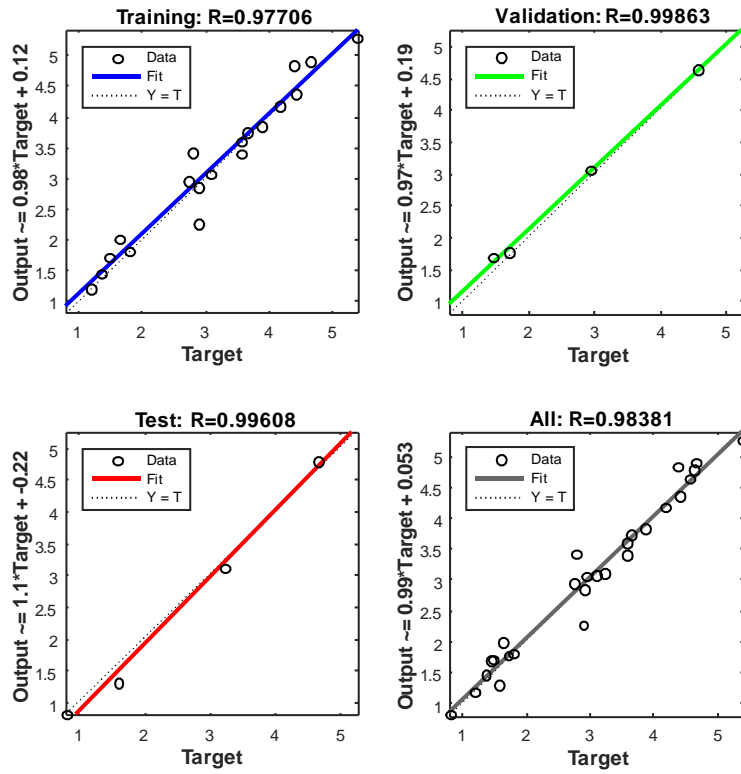 Training: R=0.97706
Output ~= 0.98*Target + 0.12
5
4.5
4
3.5
3
2.5
2
1.5
1
Data
Fit
Y = T
1 2 3 4 5
Target
Validation: R=0.99863
Output ~= 0.97*Target + 0.19
5
4.5
4
3.5
3
2.5
2
1.5
1
Data
Fit
Y = T
1 2 3 4 5
Target
Test: R=0.99608
Output ~= 1.1*Target + -0.22
5
4.5
4
3.5
3
2.5
2
1.5
1
Data
Fit
Y = T
1 2 3 4 5
Target
All: R=0.98381
Output ~= 0.99*Target + 0.053
5
4.5
4
3.5
3
2.5
2
1.5
1
Data
Fit
Y = T
1 2 3 4 5
Target